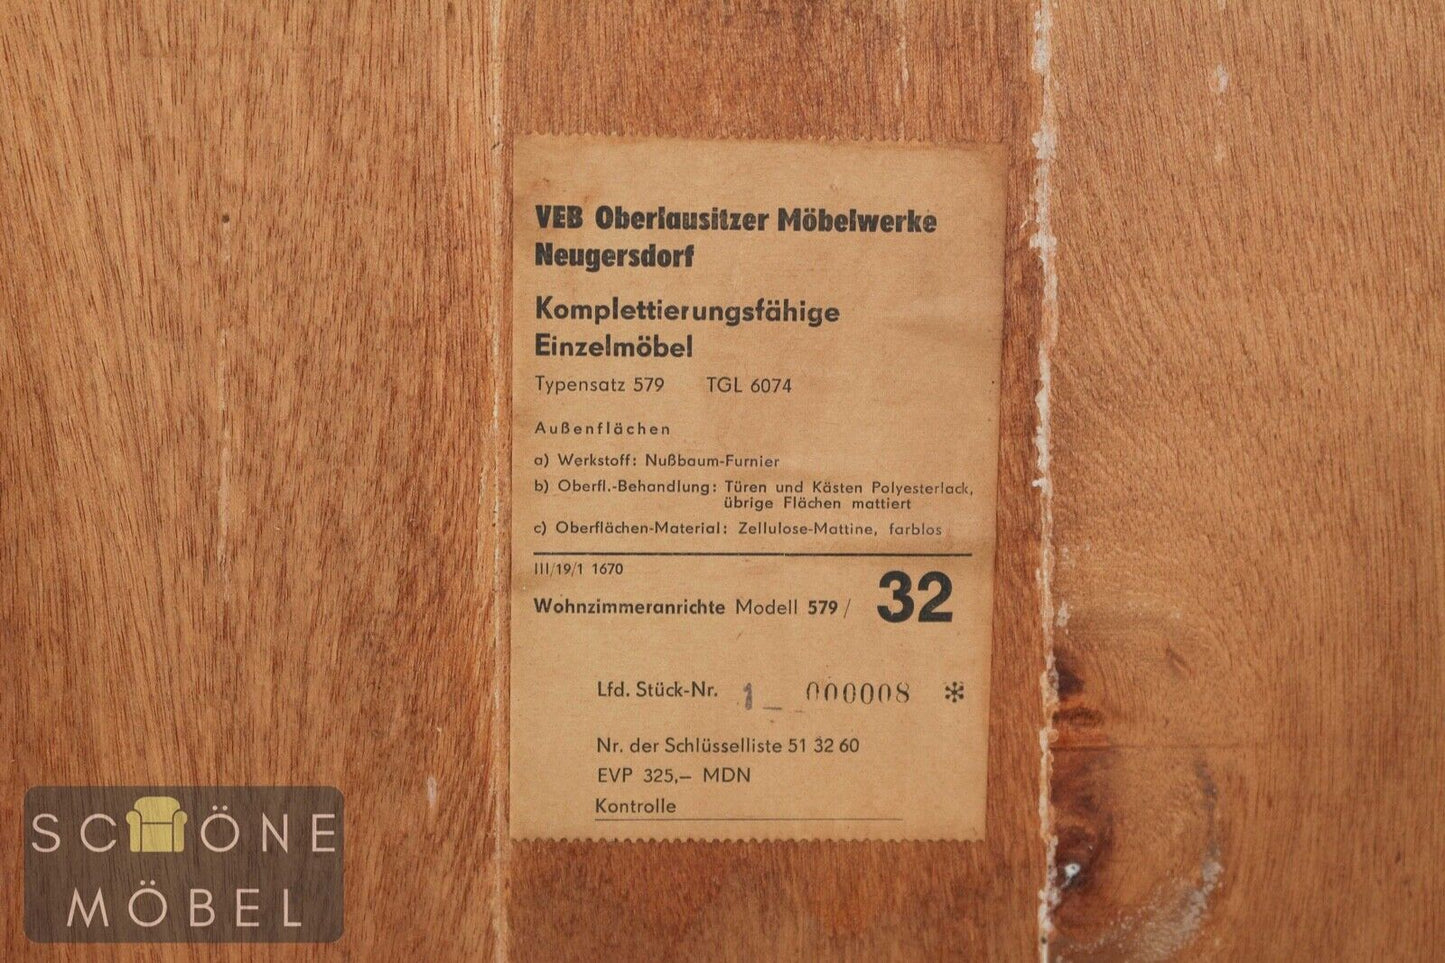 VEB Oberlausitzer Möbelwerke
Neugersdorf
Komplettierungsfähige
Einzelmöbel
Typensatz 579 TGL 6074
Außenflächen
a) Werkstoff: Nußbaum-Furnier
b) Oberfl.-Behandlung: Türen und Kästen Polyesterlack,
übrige Flächen mattiert
c) Oberflächen-Material: Zellulose-Mattine, farblos
III/19/1 1670
Wohnzimmeranrichte Modell 579 / 32
Lfd. Stück-Nr. 1 _ 000008 *
Nr. der Schlüsselliste 51 32 60
EVP 325,– MDN
Kontrolle
SCHÖNE
MÖBEL